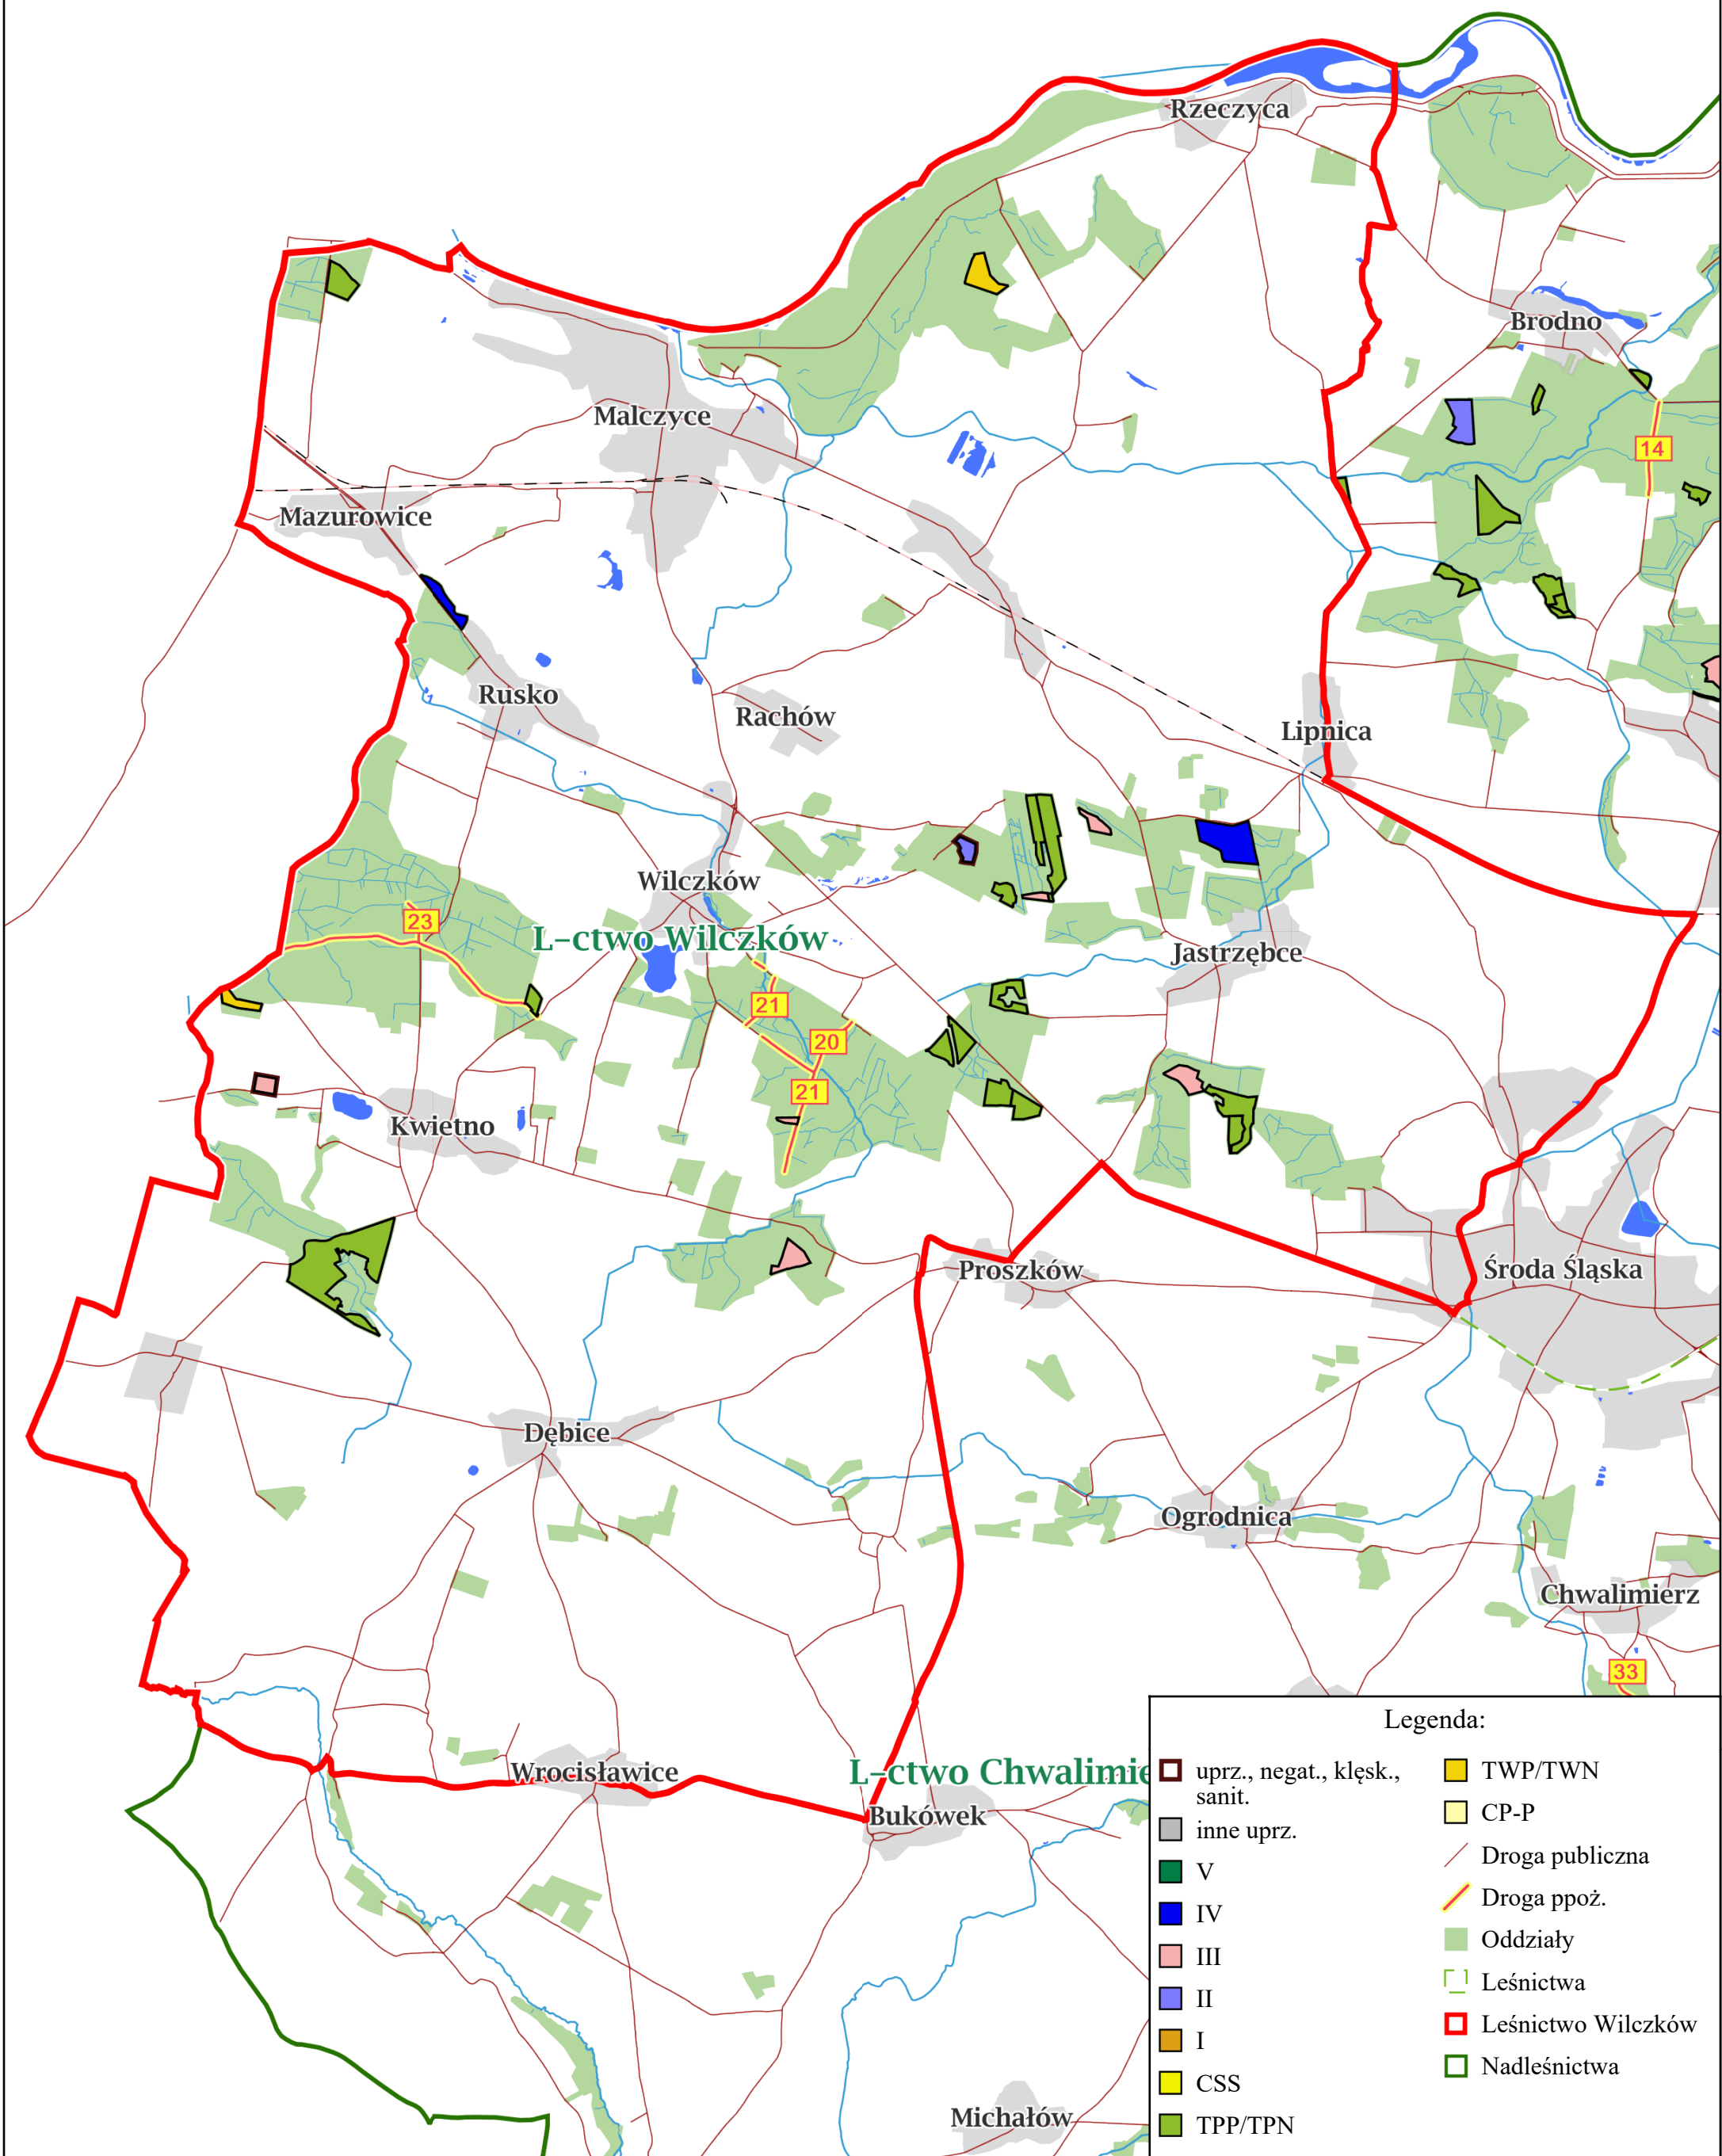 Rzeczyca
Brodno
Malczyce
14
Mazurowice
Rusko
Rachów
Lipnica
Wilczków
23
L-ctwo Wilczków
Jastrzębce
21
20
21
Kwietno
Proszków
Środa Śląska
Dębice
Ogrodnica
Chwalimierz
33
Wrocisławice
L-ctwo Chwalimie
Bukówek
Michałów
Legenda:
uprz., negat., klęsk.,
sanit.
inne uprz.
V
IV
III
II
I
CSS
TPP/TPN
TWP/TWN
CP-P
Droga publiczna
Droga ppoż.
Oddziały
Leśnictwa
Leśnictwo Wilczków
Nadleśnictwa